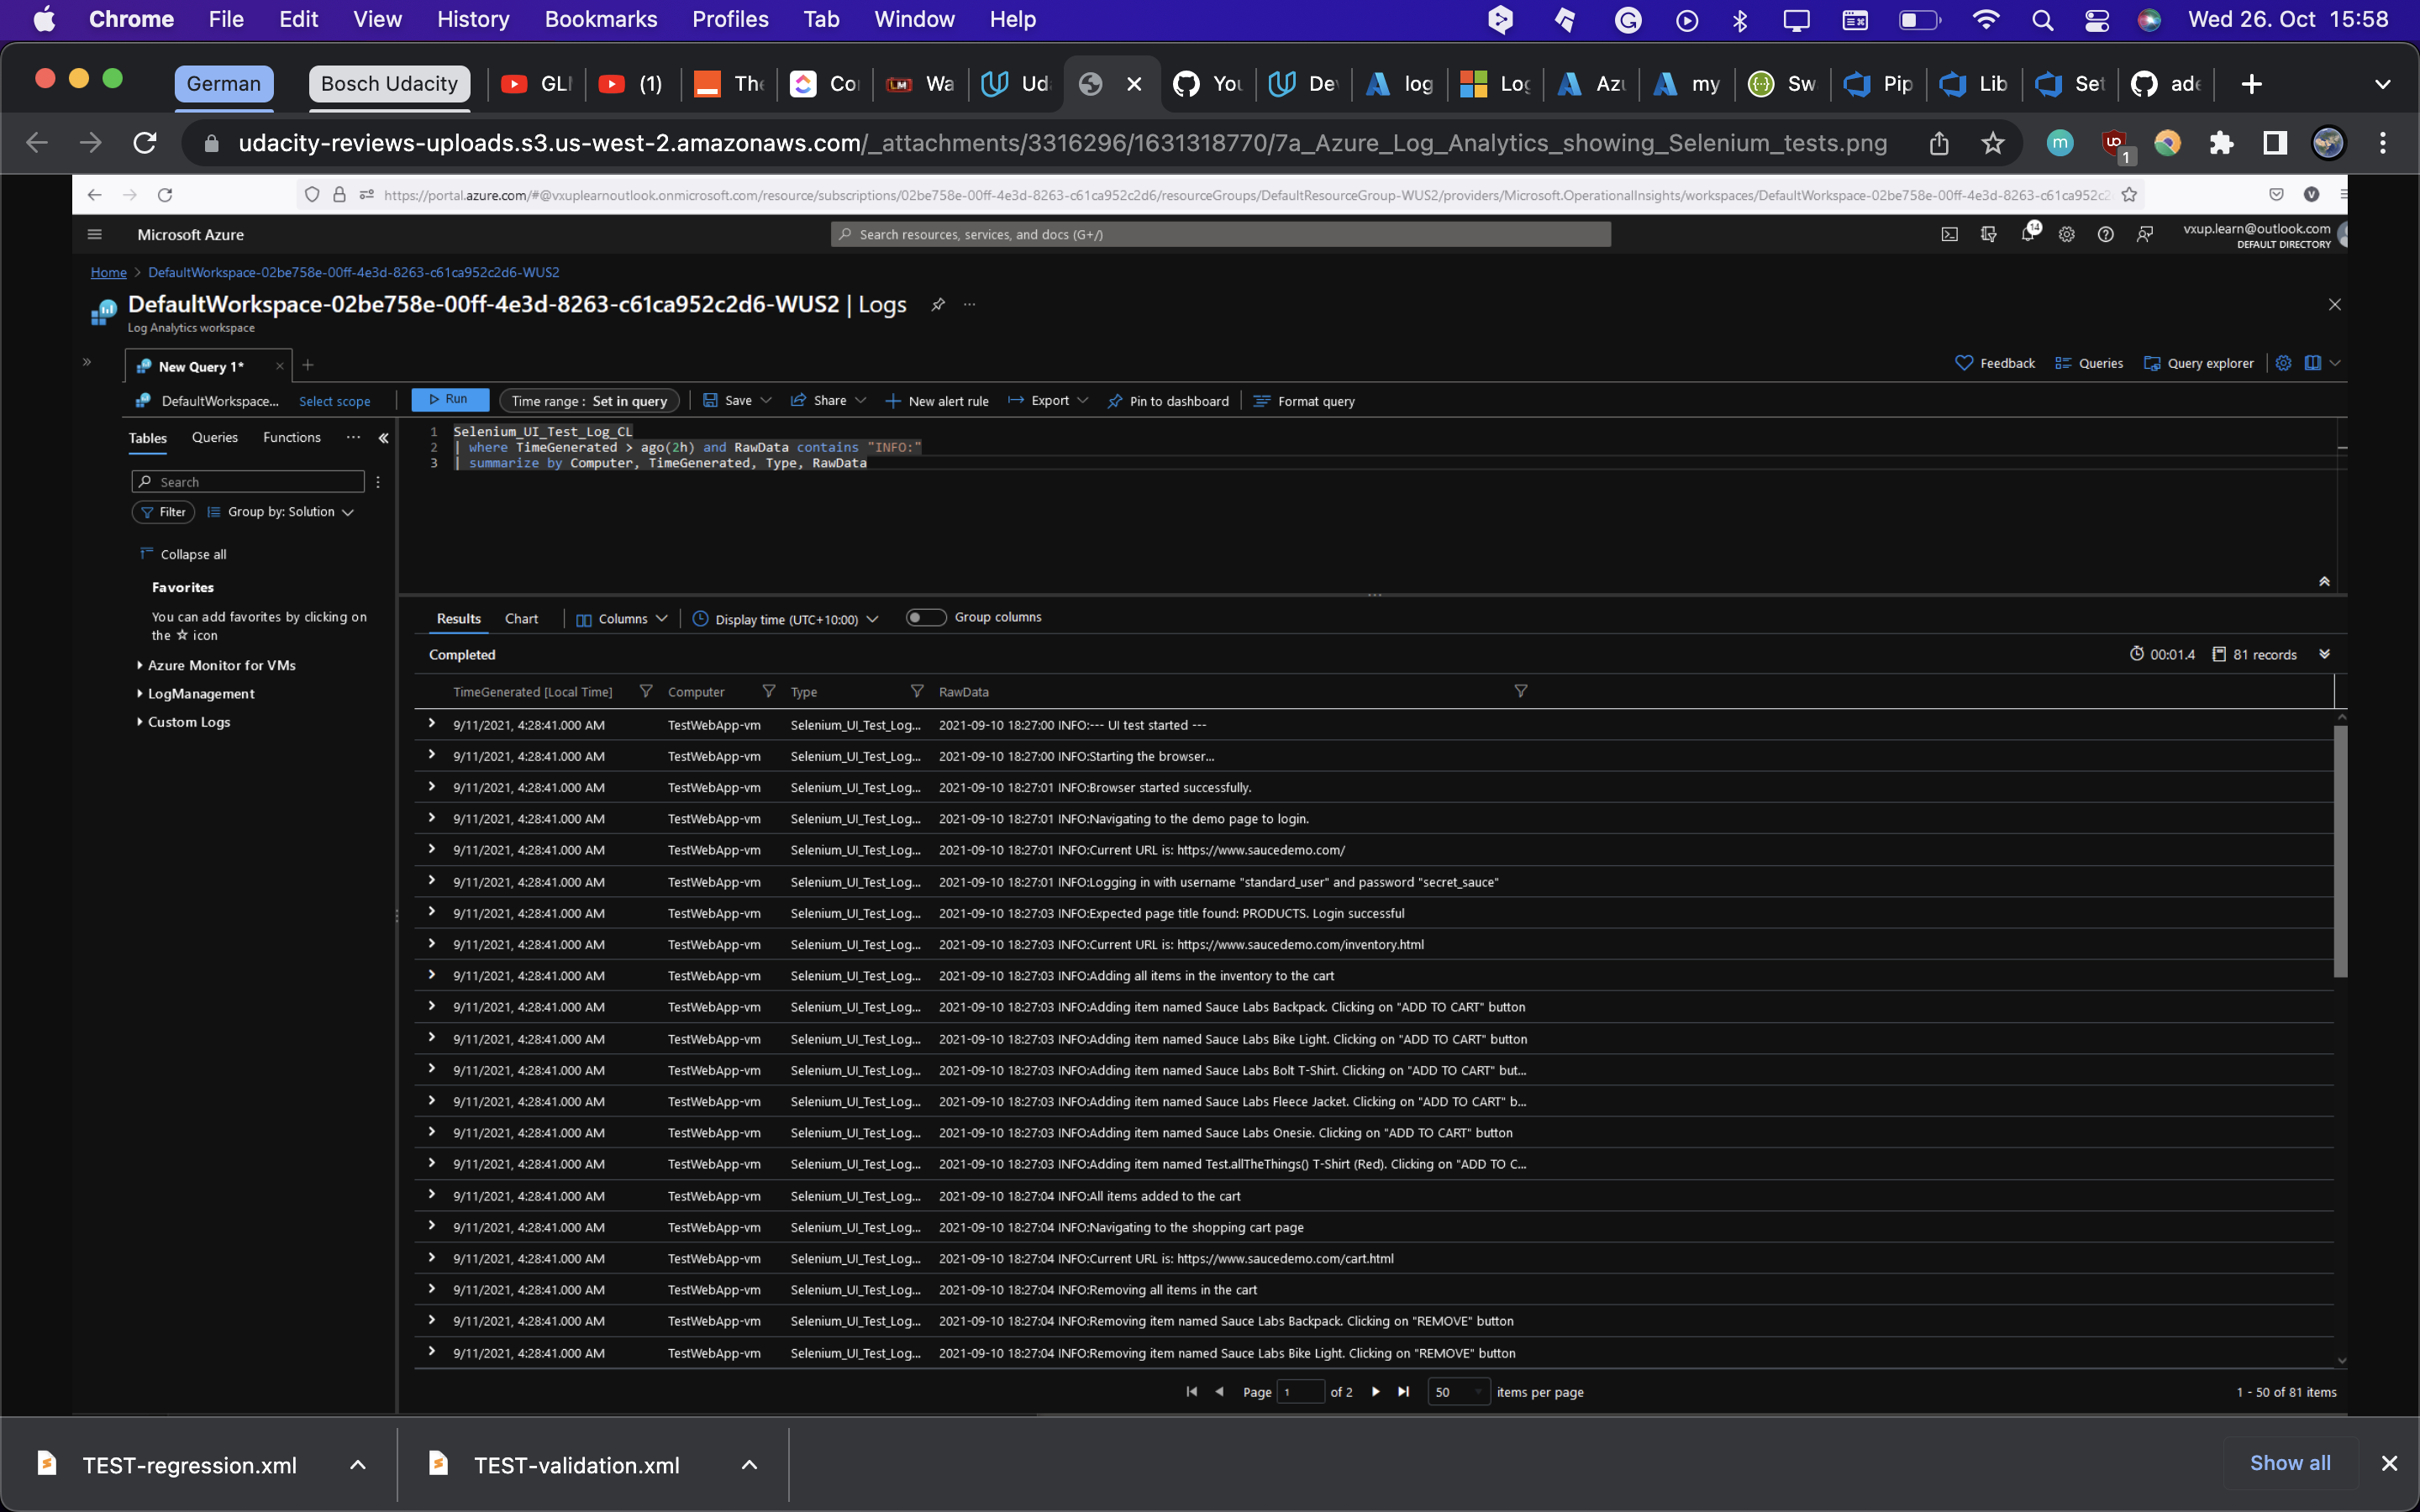 Chrome File Edit View History Bookmarks Profiles Tab Window Help Wed 26. Oct 15:58
German Bosch Udacity GLI (1) The Co Wa Ud You De log Log Azu my Sw Pip Lib Set ade
udacity-reviews-uploads.s3.us-west-2.amazonaws.com/_attachments/3316296/1631318770/7a_Azure_Log_Analytics_showing_Selenium_tests.png
https://portal.azure.com/#@vxuplearnoutlook.onmicrosoft.com/resource/subscriptions/02be758e-00ff-4e3d-8263-c61ca952c2d6/resourceGroups/DefaultResourceGroup-WUS2/providers/Microsoft.OperationalInsights/workspaces/DefaultWorkspace-02be758e-00ff-4e3d-8263-c61ca952c2
Microsoft Azure
Search resources, services, and docs (G+/)
14
vxup.learn@outlook.com
DEFAULT DIRECTORY
Home > DefaultWorkspace-02be758e-00ff-4e3d-8263-c61ca952c2d6-WUS2
DefaultWorkspace-02be758e-00ff-4e3d-8263-c61ca952c2d6-WUS2 | Logs
Log Analytics workspace
New Query 1*
Feedback Queries Query explorer
DefaultWorkspace... Select scope Run Time range : Set in query Save Share New alert rule Export Pin to dashboard Format query
Tables Queries Functions
Search
Filter Group by: Solution
Collapse all
Favorites
You can add favorites by clicking on
the ☆ icon
Azure Monitor for VMs
LogManagement
Custom Logs
1 Selenium_UI_Test_Log_CL
2 | where TimeGenerated > ago(2h) and RawData contains "INFO:"
3 | summarize by Computer, TimeGenerated, Type, RawData
Results Chart Columns Display time (UTC+10:00) Group columns
Completed 00:01.4 81 records
TimeGenerated [Local Time] Computer Type RawData
9/11/2021, 4:28:41.000 AM TestWebApp-vm Selenium_UI_Test_Log... 2021-09-10 18:27:00 INFO:--- UI test started ---
9/11/2021, 4:28:41.000 AM TestWebApp-vm Selenium_UI_Test_Log... 2021-09-10 18:27:00 INFO:Starting the browser...
9/11/2021, 4:28:41.000 AM TestWebApp-vm Selenium_UI_Test_Log... 2021-09-10 18:27:01 INFO:Browser started successfully.
9/11/2021, 4:28:41.000 AM TestWebApp-vm Selenium_UI_Test_Log... 2021-09-10 18:27:01 INFO:Navigating to the demo page to login.
9/11/2021, 4:28:41.000 AM TestWebApp-vm Selenium_UI_Test_Log... 2021-09-10 18:27:01 INFO:Current URL is: https://www.saucedemo.com/
9/11/2021, 4:28:41.000 AM TestWebApp-vm Selenium_UI_Test_Log... 2021-09-10 18:27:01 INFO:Logging in with username "standard_user" and password "secret_sauce"
9/11/2021, 4:28:41.000 AM TestWebApp-vm Selenium_UI_Test_Log... 2021-09-10 18:27:03 INFO:Expected page title found: PRODUCTS. Login successful
9/11/2021, 4:28:41.000 AM TestWebApp-vm Selenium_UI_Test_Log... 2021-09-10 18:27:03 INFO:Current URL is: https://www.saucedemo.com/inventory.html
9/11/2021, 4:28:41.000 AM TestWebApp-vm Selenium_UI_Test_Log... 2021-09-10 18:27:03 INFO:Adding all items in the inventory to the cart
9/11/2021, 4:28:41.000 AM TestWebApp-vm Selenium_UI_Test_Log... 2021-09-10 18:27:03 INFO:Adding item named Sauce Labs Backpack. Clicking on "ADD TO CART" button
9/11/2021, 4:28:41.000 AM TestWebApp-vm Selenium_UI_Test_Log... 2021-09-10 18:27:03 INFO:Adding item named Sauce Labs Bike Light. Clicking on "ADD TO CART" button
9/11/2021, 4:28:41.000 AM TestWebApp-vm Selenium_UI_Test_Log... 2021-09-10 18:27:03 INFO:Adding item named Sauce Labs Bolt T-Shirt. Clicking on "ADD TO CART" but...
9/11/2021, 4:28:41.000 AM TestWebApp-vm Selenium_UI_Test_Log... 2021-09-10 18:27:03 INFO:Adding item named Sauce Labs Fleece Jacket. Clicking on "ADD TO CART" b...
9/11/2021, 4:28:41.000 AM TestWebApp-vm Selenium_UI_Test_Log... 2021-09-10 18:27:03 INFO:Adding item named Sauce Labs Onesie. Clicking on "ADD TO CART" button
9/11/2021, 4:28:41.000 AM TestWebApp-vm Selenium_UI_Test_Log... 2021-09-10 18:27:03 INFO:Adding item named Test.allTheThings() T-Shirt (Red). Clicking on "ADD TO C...
9/11/2021, 4:28:41.000 AM TestWebApp-vm Selenium_UI_Test_Log... 2021-09-10 18:27:04 INFO:All items added to the cart
9/11/2021, 4:28:41.000 AM TestWebApp-vm Selenium_UI_Test_Log... 2021-09-10 18:27:04 INFO:Navigating to the shopping cart page
9/11/2021, 4:28:41.000 AM TestWebApp-vm Selenium_UI_Test_Log... 2021-09-10 18:27:04 INFO:Current URL is: https://www.saucedemo.com/cart.html
9/11/2021, 4:28:41.000 AM TestWebApp-vm Selenium_UI_Test_Log... 2021-09-10 18:27:04 INFO:Removing all items in the cart
9/11/2021, 4:28:41.000 AM TestWebApp-vm Selenium_UI_Test_Log... 2021-09-10 18:27:04 INFO:Removing item named Sauce Labs Backpack. Clicking on "REMOVE" button
9/11/2021, 4:28:41.000 AM TestWebApp-vm Selenium_UI_Test_Log... 2021-09-10 18:27:04 INFO:Removing item named Sauce Labs Bike Light. Clicking on "REMOVE" button
Page 1 of 2 50 items per page 1 - 50 of 81 items
TEST-regression.xml TEST-validation.xml Show all